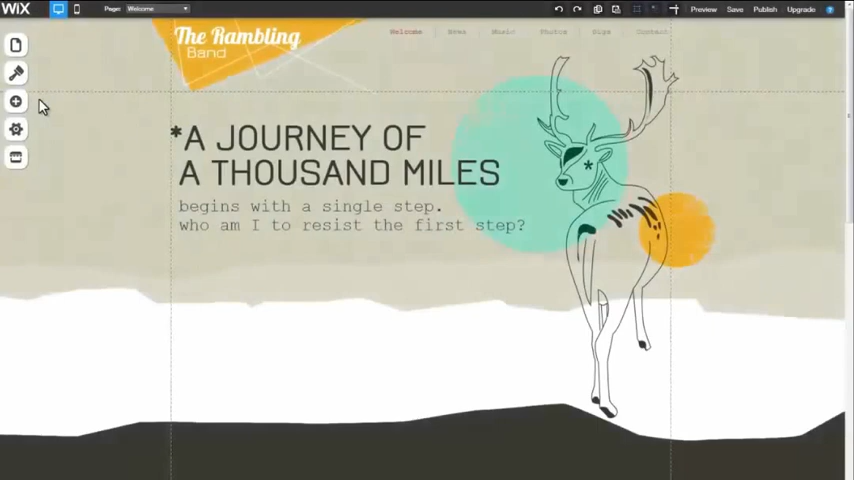 WiX
Page: Welcome
Preview Save Publish Upgrade ?
The Rambling
Band
Welcome News Music Photos Gigs Contact
*A JOURNEY OF
A THOUSAND MILES
begins with a single step.
who am I to resist the first step?
*